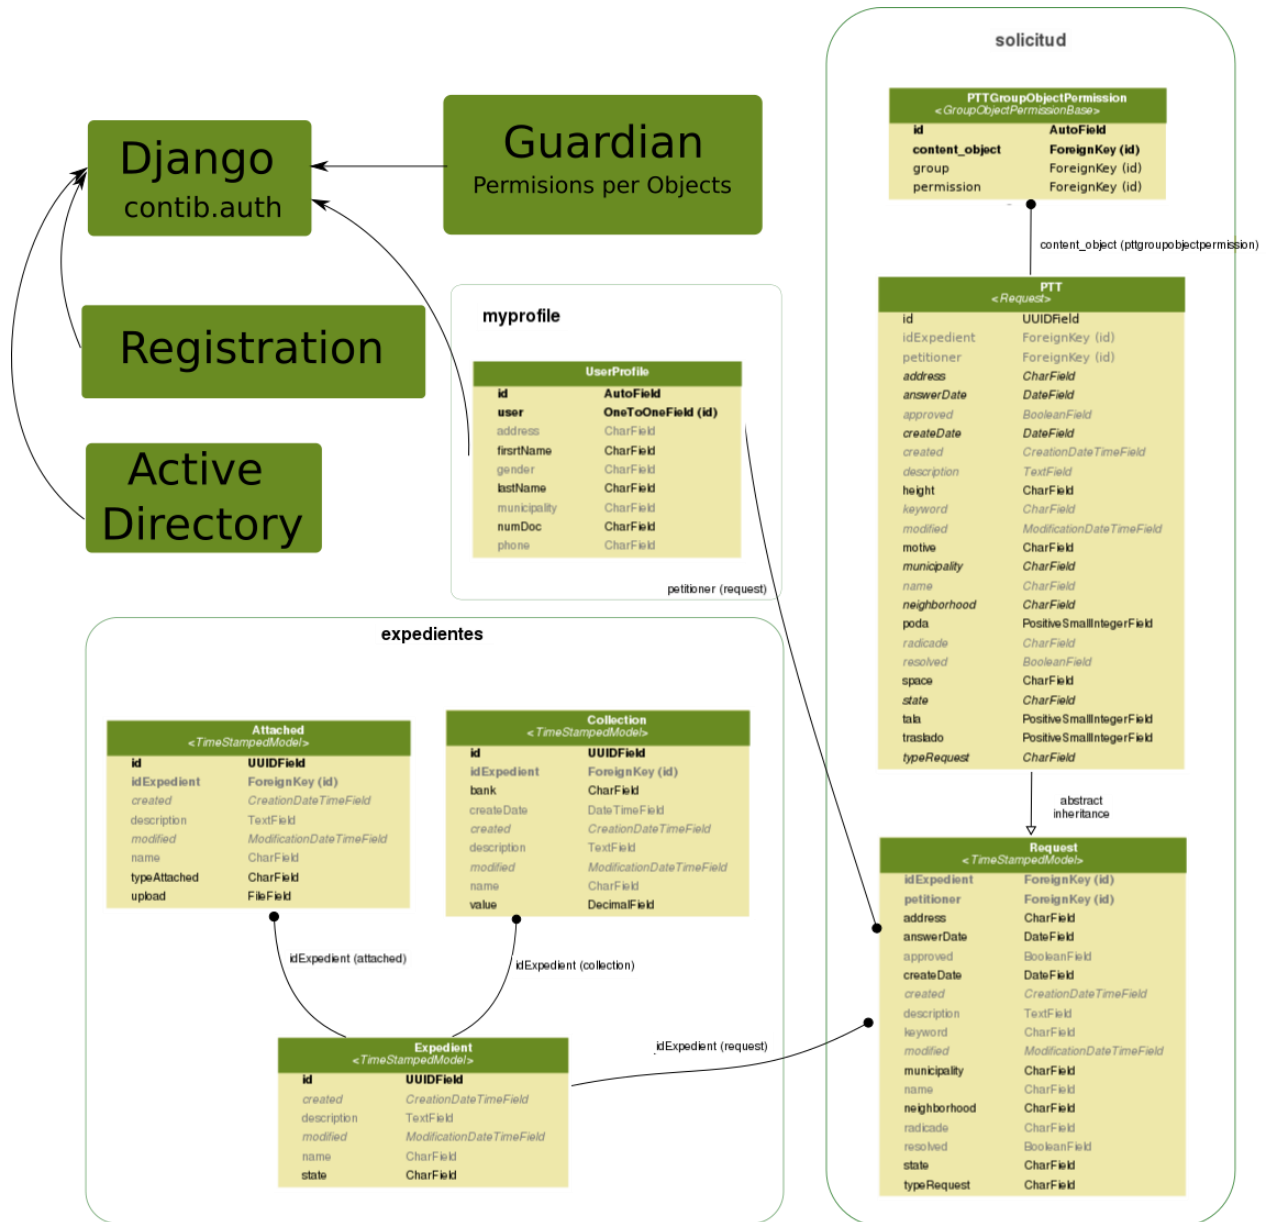 solicitud
PTTGroupObjectPermission
<GroupObjectPermissionBase>
id AutoField
content_object ForeignKey (id)
group ForeignKey (id)
permission ForeignKey (id)
content_object (pttgroupobjectpermission)
PTT
<Request>
id UUIDField
idExpedient ForeignKey (id)
petitioner ForeignKey (id)
address CharField
answerDate DateField
approved BooleanField
createDate DateField
created CreationDateTimeField
description TextField
height CharField
keyword CharField
modified ModificationDateTimeField
motive CharField
municipality CharField
name CharField
neighborhood CharField
poda PositiveSmallIntegerField
radicade CharField
resolved BooleanField
space CharField
state CharField
tala PositiveSmallIntegerField
traslado PositiveSmallIntegerField
typeRequest CharField
abstract
inheritance
Request
<TimeStampedModel>
idExpedient ForeignKey (id)
petitioner ForeignKey (id)
address CharField
answerDate DateField
approved BooleanField
createDate DateField
created CreationDateTimeField
description TextField
keyword CharField
modified ModificationDateTimeField
municipality CharField
name CharField
neighborhood CharField
radicade CharField
resolved BooleanField
state CharField
typeRequest CharField
Django
contib.auth
Guardian
Permisions per Objects
Registration
Active
Directory
myprofile
UserProfile
id AutoField
user OneToOneField (id)
address CharField
firsrtName CharField
gender CharField
lastName CharField
municipality CharField
numDoc CharField
phone CharField
petitioner (request)
expedientes
Attached
<TimeStampedModel>
id UUIDField
idExpedient ForeignKey (id)
created CreationDateTimeField
description TextField
modified ModificationDateTimeField
name CharField
typeAttached CharField
upload FileField
Collection
<TimeStampedModel>
id UUIDField
idExpedient ForeignKey (id)
bank CharField
createDate DateTimeField
created CreationDateTimeField
description TextField
modified ModificationDateTimeField
name CharField
value DecimalField
idExpedient (attached)
idExpedient (collection)
idExpedient (request)
Expedient
<TimeStampedModel>
id UUIDField
created CreationDateTimeField
description TextField
modified ModificationDateTimeField
name CharField
state CharField